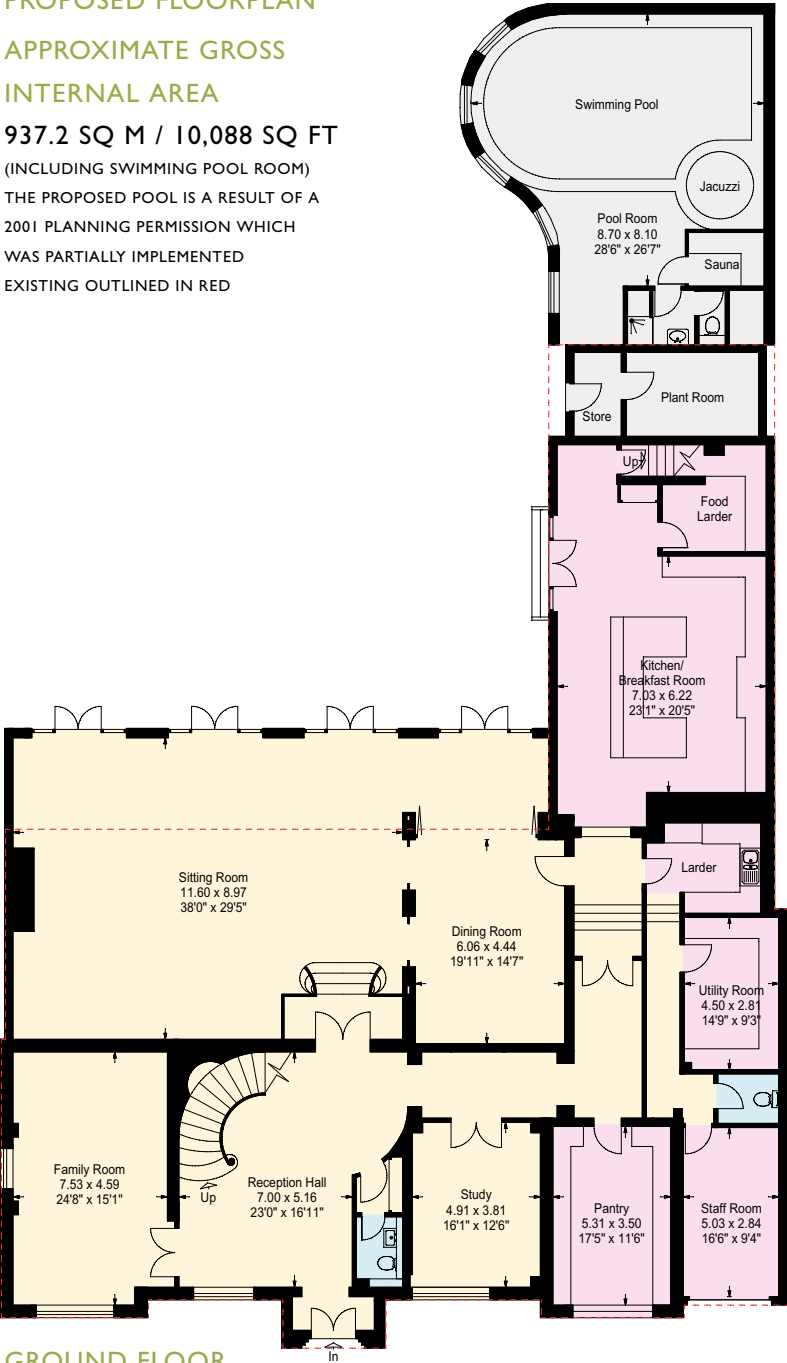 PROPOSED FLOORPLAN
APPROXIMATE GROSS
INTERNAL AREA
937.2 SQ M / 10,088 SQ FT
(INCLUDING SWIMMING POOL ROOM)
THE PROPOSED POOL IS A RESULT OF A
2001 PLANNING PERMISSION WHICH
WAS PARTIALLY IMPLEMENTED
EXISTING OUTLINED IN RED
Swimming Pool
Jacuzzi
Pool Room
8.70 x 8.10
28'6" x 26'7"
Sauna
Store
Plant Room
Up
Food
Larder
Kitchen/
Breakfast Room
7.03 x 6.22
23'1" x 20'5"
Larder
Sitting Room
11.60 x 8.97
38'0" x 29'5"
Dining Room
6.06 x 4.44
19'11" x 14'7"
Utility Room
4.50 x 2.81
14'9" x 9'3"
Family Room
7.53 x 4.59
24'8" x 15'1"
Up
Reception Hall
7.00 x 5.16
23'0" x 16'11"
Study
4.91 x 3.81
16'1" x 12'6"
Pantry
5.31 x 3.50
17'5" x 11'6"
Staff Room
5.03 x 2.84
16'6" x 9'4"
In
GROUND FLOOR